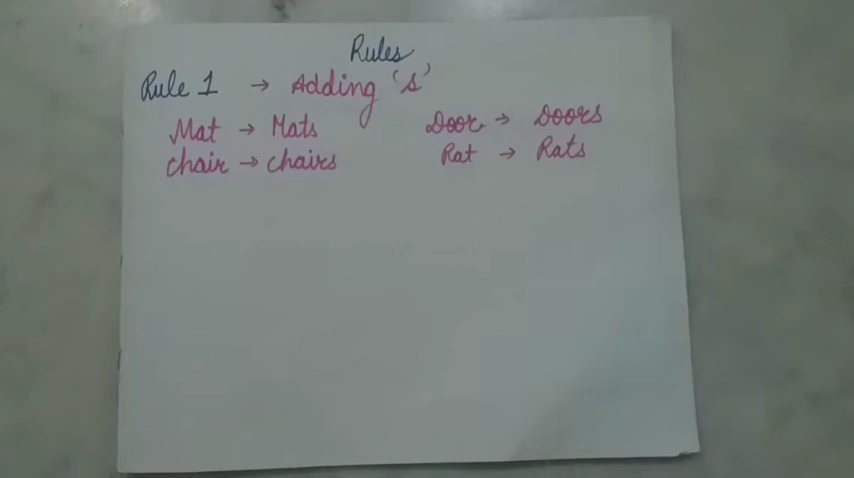 Rules
Rule 1 → Adding 's'
Mat → Mats Door → Doors
chair → chairs Rat → Rats